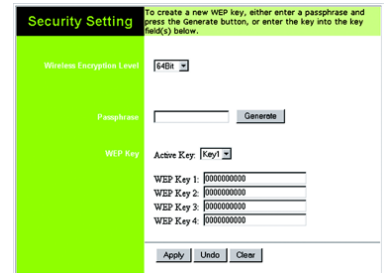 Security Setting
To create a new WEP key, either enter a passphrase and
press the Generate button, or enter the key into the key
field(s) below.
Wireless Encryption Level
64Bit
Passphrase
Generate
WEP Key
Active Key: Key1
WEP Key 1: 0000000000
WEP Key 2: 0000000000
WEP Key 3: 0000000000
WEP Key 4: 0000000000
Apply Undo Clear